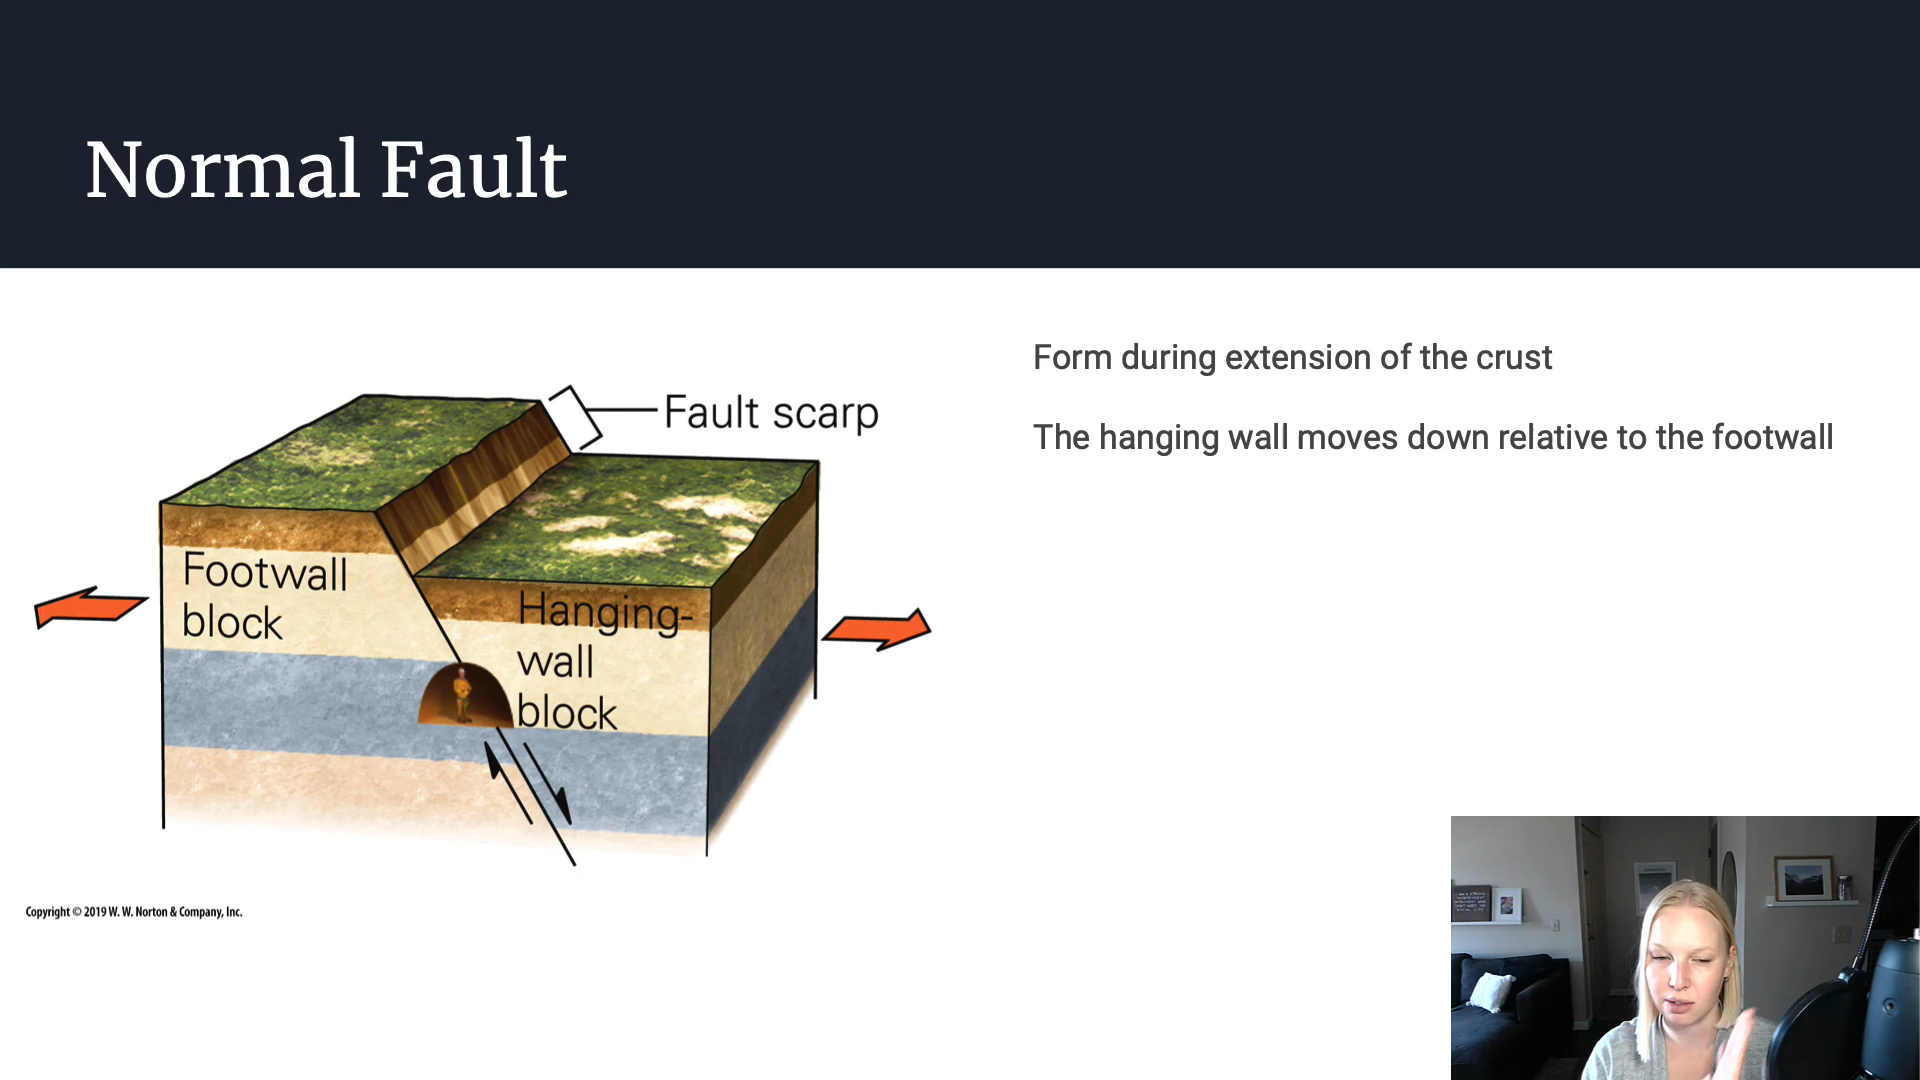 Normal Fault
Form during extension of the crust
The hanging wall moves down relative to the footwall
Fault scarp
Footwall
block
Hanging-
wall
block
Copyright © 2019 W. W. Norton & Company, Inc.